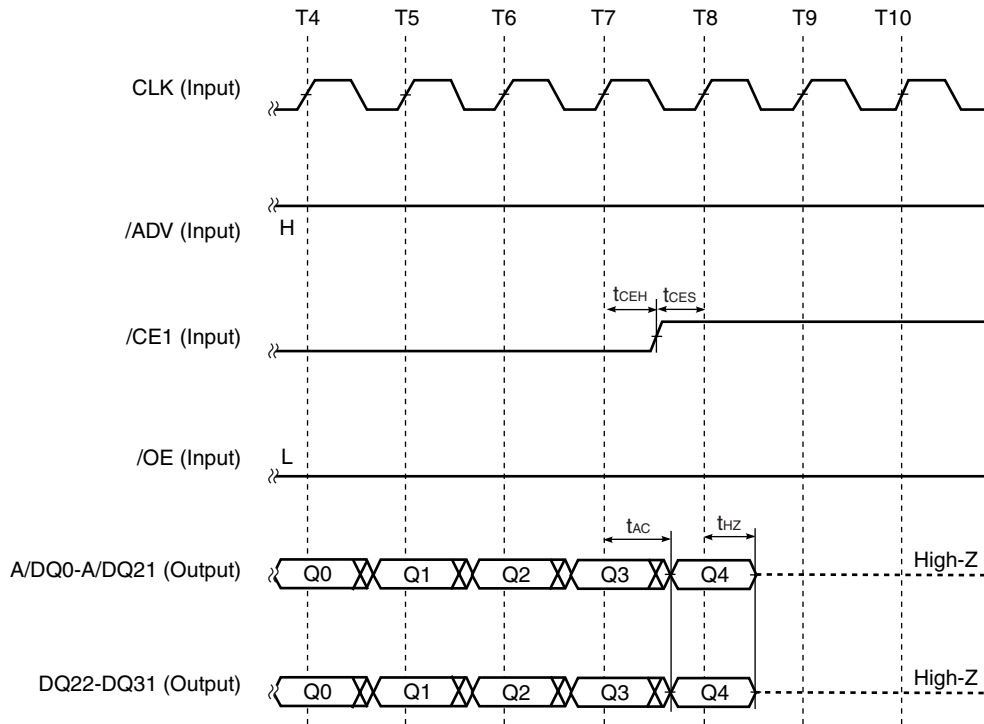 T4 T5 T6 T7 T8 T9 T10
CLK (Input)
/ADV (Input) H
tCEH tCES
/CE1 (Input)
/OE (Input) L
tAC tHZ
A/DQ0-A/DQ21 (Output) Q0 Q1 Q2 Q3 Q4 High-Z
DQ22-DQ31 (Output) Q0 Q1 Q2 Q3 Q4 High-Z